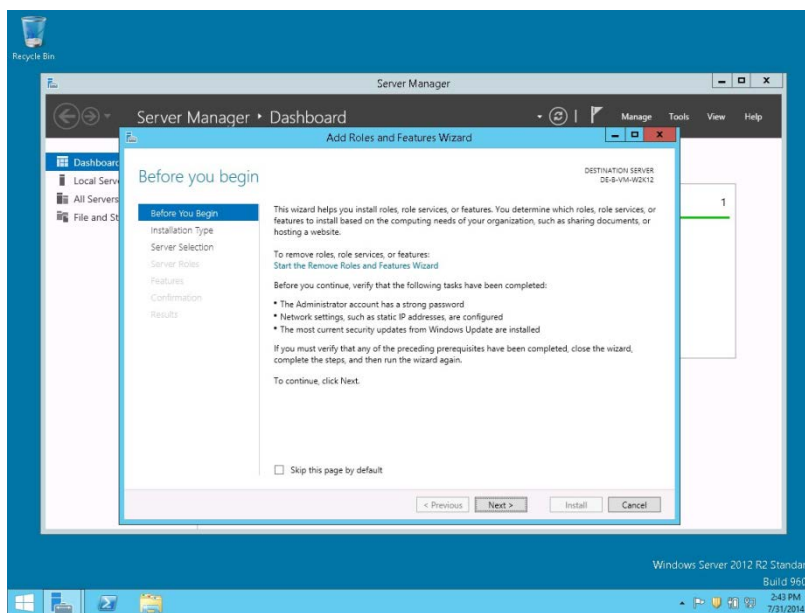 Recycle Bin
Server Manager
Server Manager • Dashboard
Manage Tools View Help
Add Roles and Features Wizard
Dashboard
Local Serv
All Servers
File and St
1
Before you begin
DESTINATION SERVER
DE-B-VM-W2K12
Before You Begin
Installation Type
Server Selection
Server Roles
Features
Confirmation
Results
This wizard helps you install roles, role services, or features. You determine which roles, role services, or
features to install based on the computing needs of your organization, such as sharing documents, or
hosting a website.
To remove roles, role services, or features:
Start the Remove Roles and Features Wizard
Before you continue, verify that the following tasks have been completed:
• The Administrator account has a strong password
• Network settings, such as static IP addresses, are configured
• The most current security updates from Windows Update are installed
If you must verify that any of the preceding prerequisites have been completed, close the wizard,
complete the steps, and then run the wizard again.
To continue, click Next.
Skip this page by default
< Previous Next > Install Cancel
Windows Server 2012 R2 Standar
Build 960
2:43 PM
7/31/2014